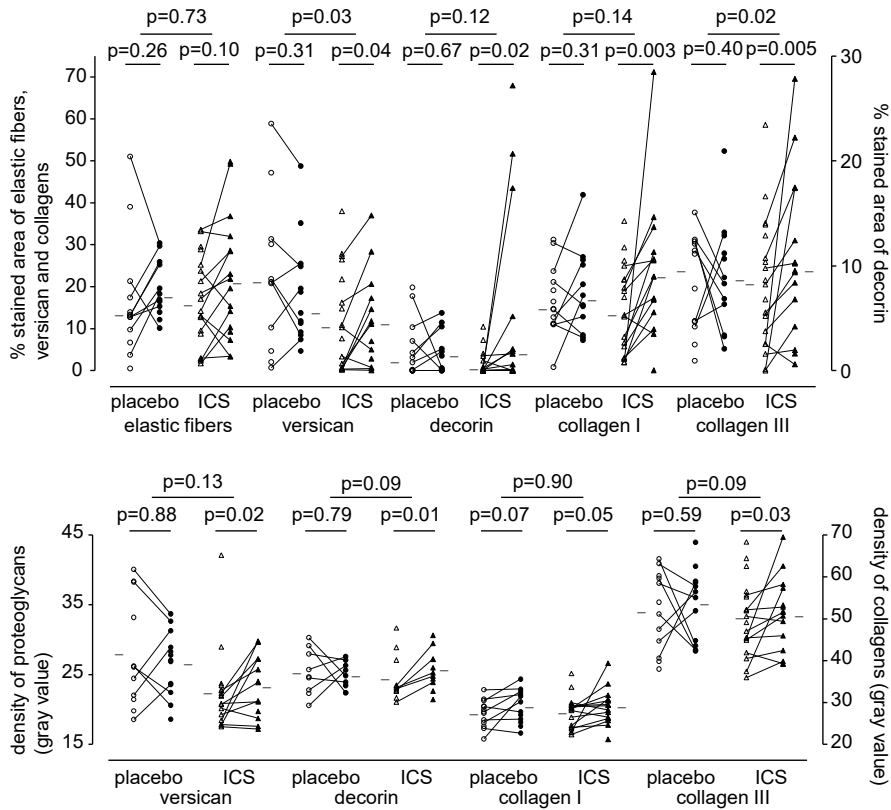 p=0.73 p=0.03 p=0.12 p=0.14 p=0.02
p=0.26 p=0.10 p=0.31 p=0.04 p=0.67 p=0.02 p=0.31 p=0.003 p=0.40 p=0.005
% stained area of elastic fibers,
versican and collagens
70
60
50
40
30
20
10
0
30
20
10
0
% stained area of decorin
placebo ICS placebo ICS placebo ICS placebo ICS placebo ICS
elastic fibers versican decorin collagen I collagen III
p=0.13 p=0.09 p=0.90 p=0.09
p=0.88 p=0.02 p=0.79 p=0.01 p=0.07 p=0.05 p=0.59 p=0.03
density of proteoglycans
(gray value)
45
35
25
15
70
60
50
40
30
20
density of collagens (gray value)
placebo ICS placebo ICS placebo ICS placebo ICS
versican decorin collagen I collagen III